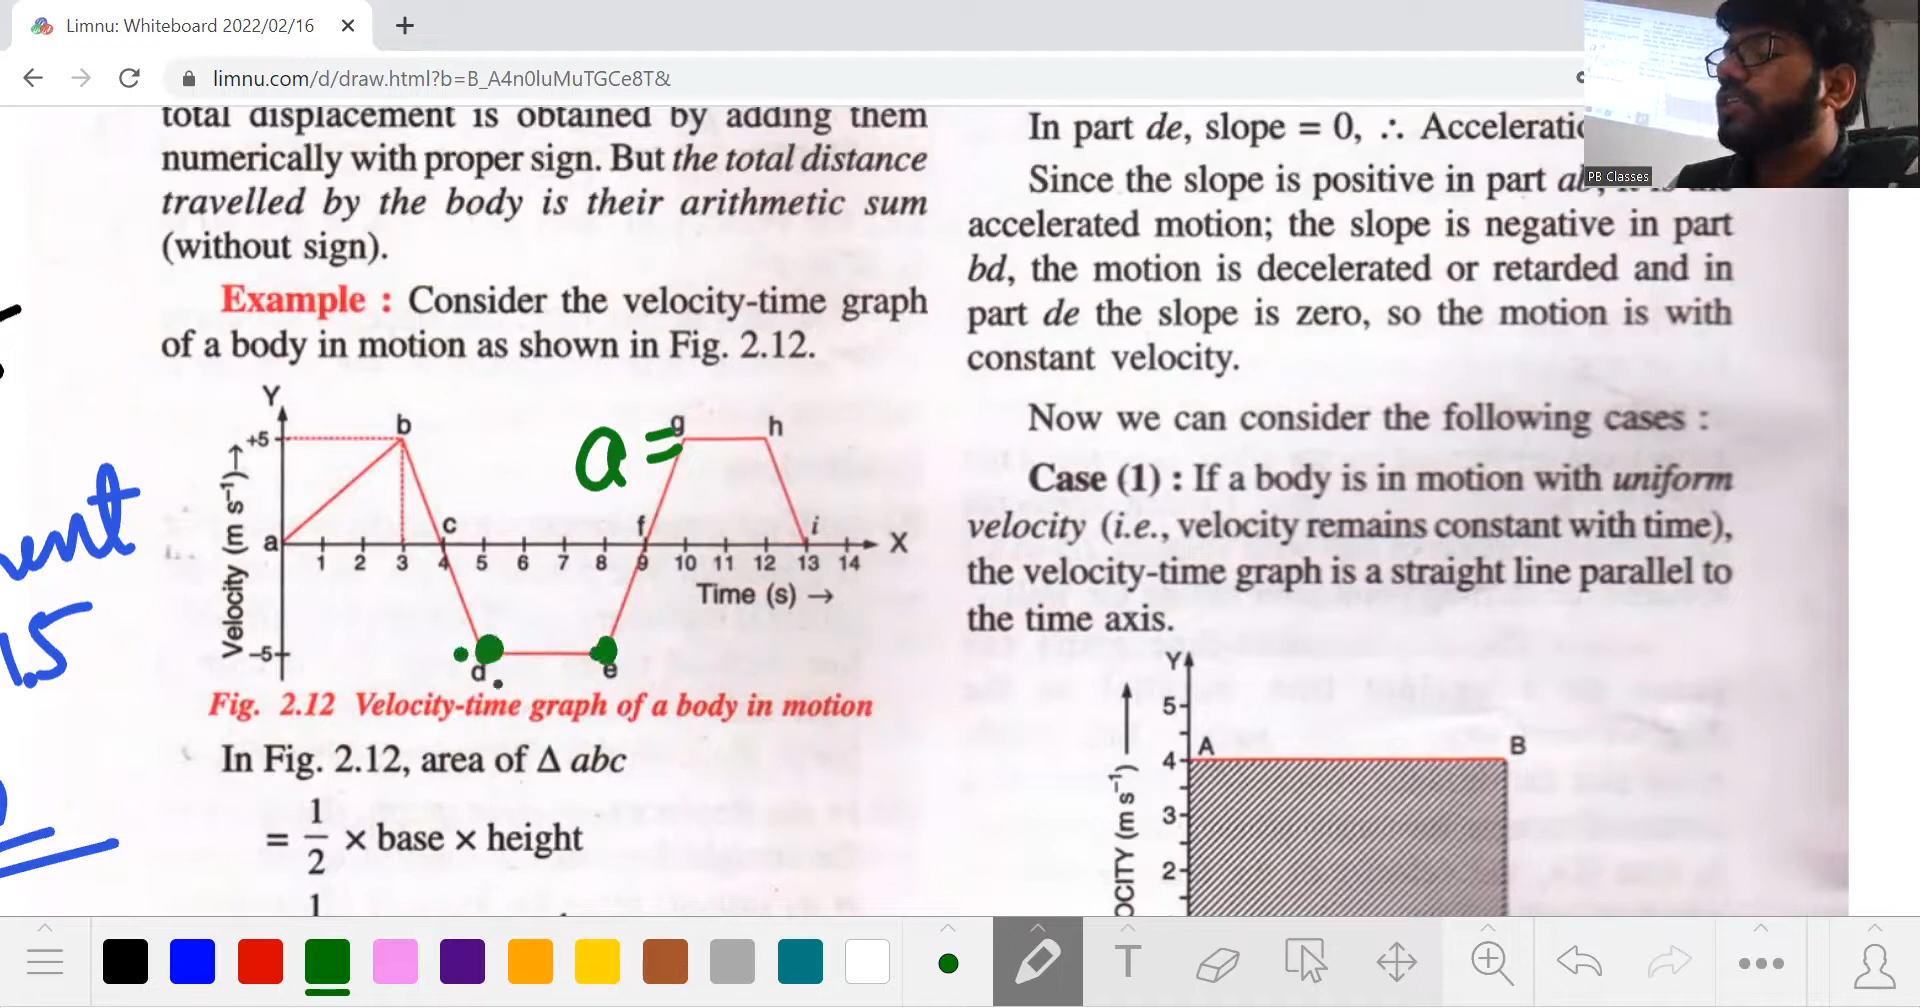 Limnu: Whiteboard 2022/02/16
limnu.com/d/draw.html?b=B_A4n0luMuTGCe8T&
PB Classes
total displacement is obtained by adding them
numerically with proper sign. But the total distance
travelled by the body is their arithmetic sum
(without sign).
Example : Consider the velocity-time graph
of a body in motion as shown in Fig. 2.12.
Y
+5
b
a =
g
h
Velocity (m s⁻¹)→
a
c
f
i
X
1 2 3 4 5 6 7 8 9 10 11 12 13 14
Time (s) →
−5
d
e
Fig. 2.12 Velocity-time graph of a body in motion
In Fig. 2.12, area of Δ abc
= 1/2 × base × height
1
In part de, slope = 0, ∴
Since the slope is positive in part
accelerated motion; the slope is negative in part
bd, the motion is decelerated or retarded and in
part de the slope is zero, so the motion is with
constant velocity.
Now we can consider the following cases :
Case (1) : If a body is in motion with uniform
velocity (i.e., velocity remains constant with time),
the velocity-time graph is a straight line parallel to
the time axis.
Y
5
A
B
4
3
2
OCITY (m s⁻¹)
T